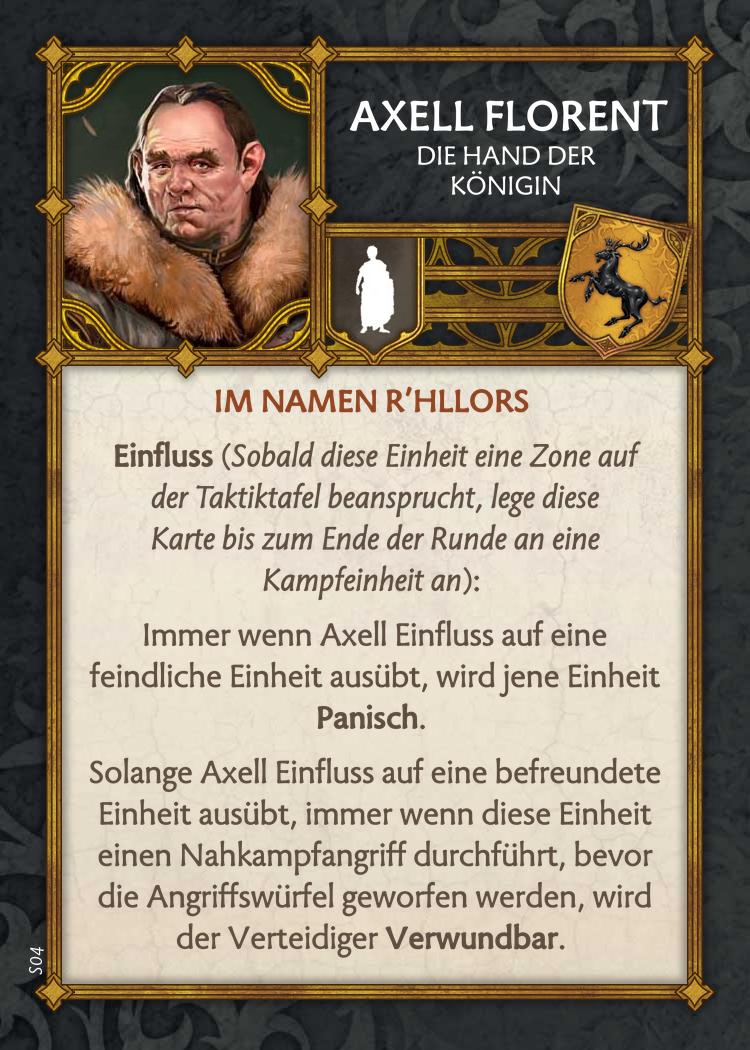 AXELL FLORENT
DIE HAND DER
KÖNIGIN
IM NAMEN R'HLLORS
Einfluss (Sobald diese Einheit eine Zone auf
der Taktiktafel beansprucht, lege diese
Karte bis zum Ende der Runde an eine
Kampfeinheit an):
Immer wenn Axell Einfluss auf eine
feindliche Einheit ausübt, wird jene Einheit
Panisch.
Solange Axell Einfluss auf eine befreundete
Einheit ausübt, immer wenn diese Einheit
einen Nahkampfangriff durchführt, bevor
die Angriffswürfel geworfen werden, wird
der Verteidiger Verwundbar.
S04